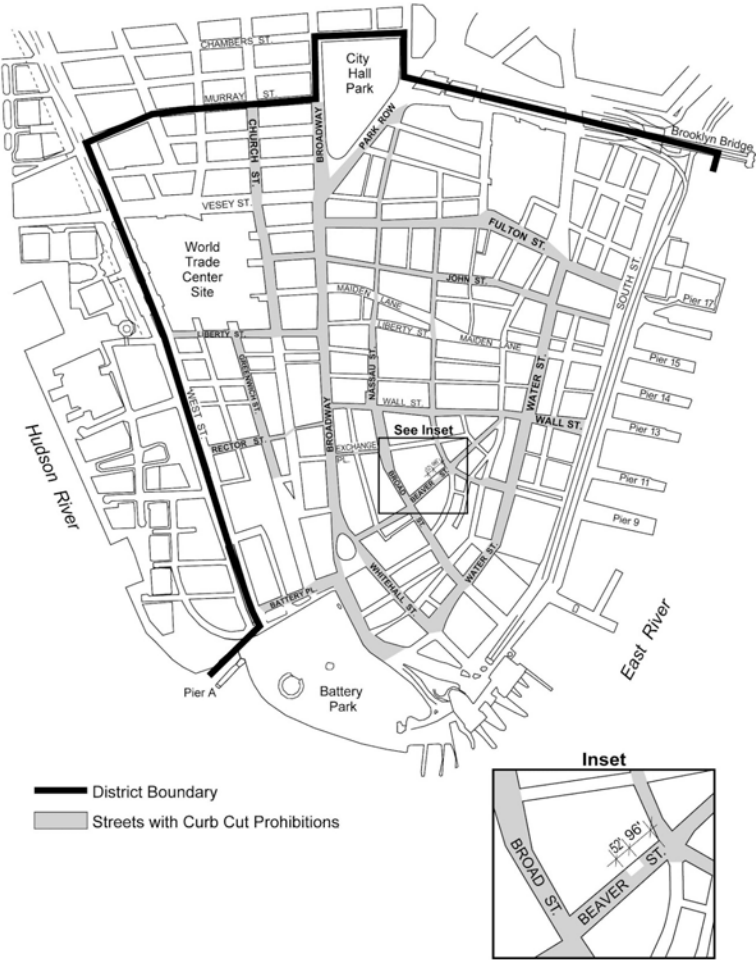 CHAMBERS ST.
City
Hall
Park
MURRAY ST.
BROADWAY
PARK ROW
CHURCH ST.
Brooklyn Bridge
VESEY ST.
FULTON ST.
World
Trade
Center
Site
SOUTH ST.
JOHN ST.
MAIDEN LANE
Pier 17
LIBERTY ST.
LIBERTY ST.
MAIDEN LANE
GREENWICH ST.
NASSAU ST.
WATER ST.
Pier 15
WEST ST.
WALL ST.
Pier 14
BROADWAY
WALL ST.
See Inset
Pier 13
RECTOR ST.
EXCHANGE
PL.
Hudson River
BROAD ST.
BEAVER ST.
52' 96'
Pier 11
Pier 9
WATER ST.
WHITEHALL ST.
BATTERY PL.
East River
Pier A
Battery
Park
Inset
District Boundary
Streets with Curb Cut Prohibitions
52' 96'
BROAD ST.
BEAVER ST.